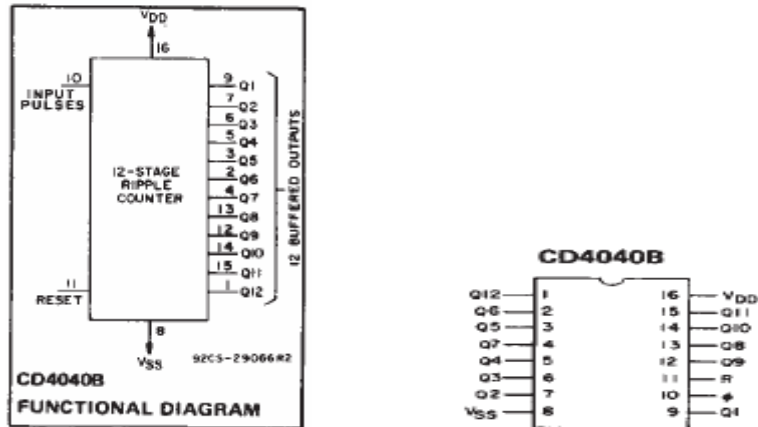 VDD
16
10 9 Q1
INPUT PULSES
7 Q2
6 Q3
5 Q4
3 Q5
2 Q6
4 Q7
13 Q8
12 Q9
14 Q10
15 Q11
1 Q12
12-STAGE
RIPPLE
COUNTER
12 BUFFERED OUTPUTS
11
RESET
8
VSS
92CS-29066R2
CD4040B
FUNCTIONAL DIAGRAM
CD4040B
Q12 1 16 VDD
Q6 2 15 Q11
Q5 3 14 Q10
Q7 4 13 Q8
Q4 5 12 Q9
Q3 6 11 R
Q2 7 10 ϕ
VSS 8 9 Q1